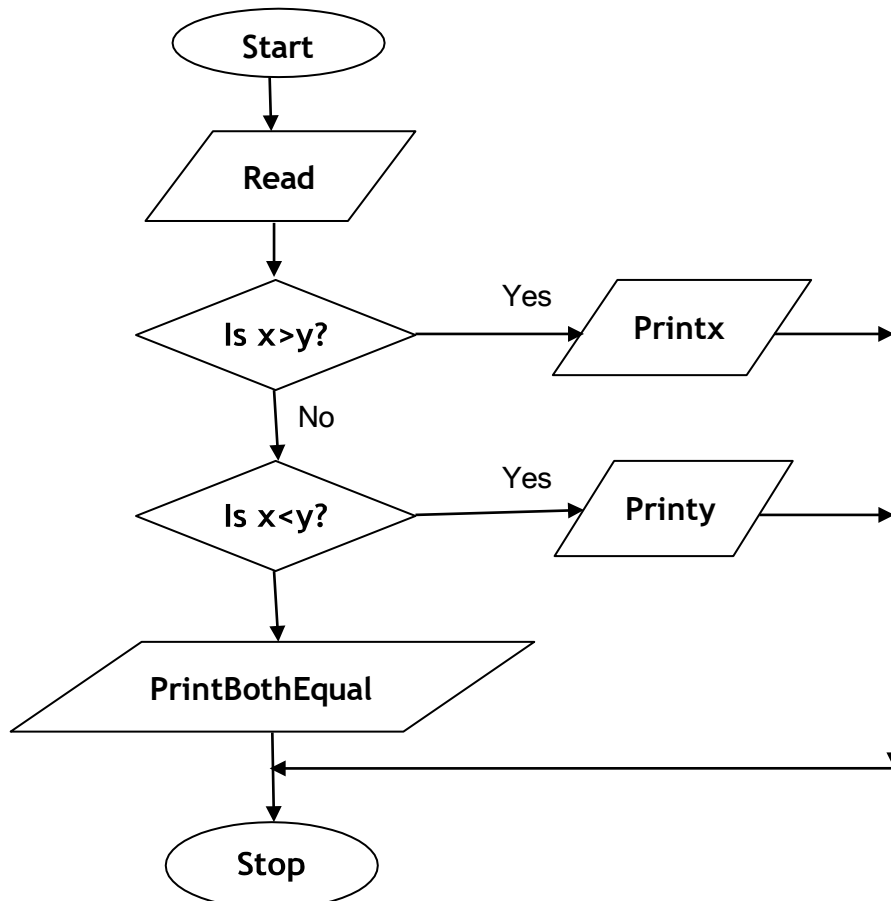 Start
Read
Is x>y?
Yes
Printx
No
Is x<y?
Yes
Printy
PrintBothEqual
Stop